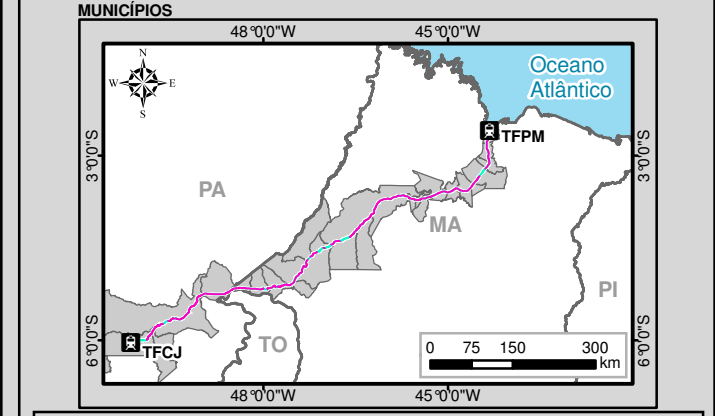 MUNICÍPIOS
48°0'0"W 45°0'0"W
N
W E
S
Oceano
Atlântico
TFPM
3°0'0"S 3°0'0"S
PA
MA
PI
TO
TFCJ
6°0'0"S 6°0'0"S
0 75 150 300
km
48°0'0"W 45°0'0"W